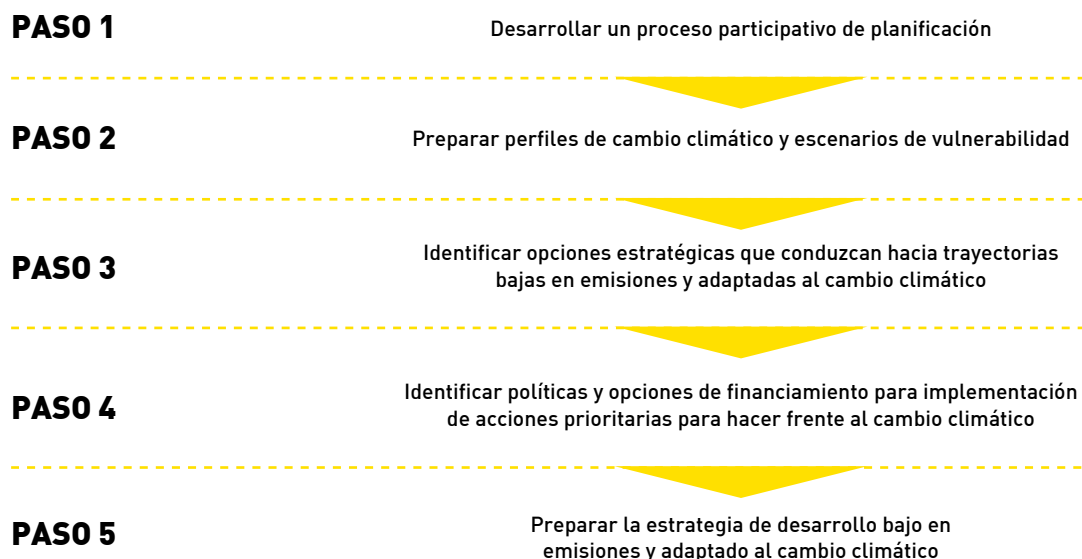 PASO 1
Desarrollar un proceso participativo de planificación
PASO 2
Preparar perfiles de cambio climático y escenarios de vulnerabilidad
PASO 3
Identificar opciones estratégicas que conduzcan hacia trayectorias
bajas en emisiones y adaptadas al cambio climático
PASO 4
Identificar políticas y opciones de financiamiento para implementación
de acciones prioritarias para hacer frente al cambio climático
PASO 5
Preparar la estrategia de desarrollo bajo en
emisiones y adaptado al cambio climático